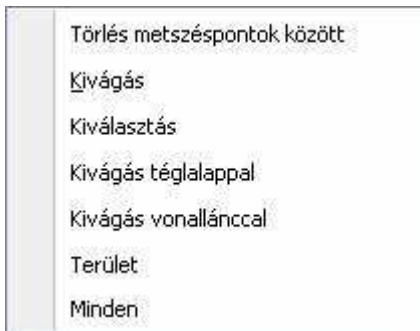 Törlés metszéspontok között
Kivágás
Kiválasztás
Kivágás téglalappal
Kivágás vonallánccal
Terület
Minden